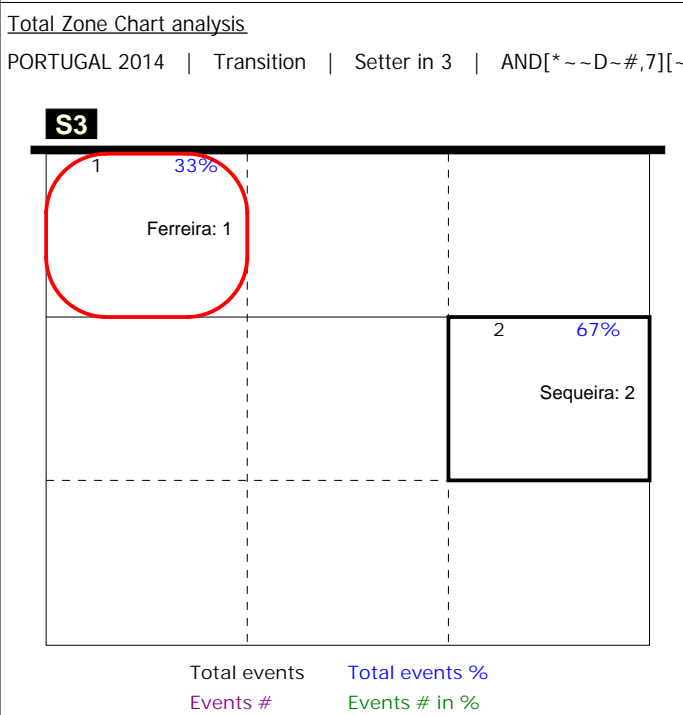 Total Zone Chart analysis
PORTUGAL 2014 | Transition | Setter in 3 | AND[*~~D~#,7][~
S3
1 33%
Ferreira: 1
2 67%
Sequeira: 2
Total events Total events %
Events # Events # in %